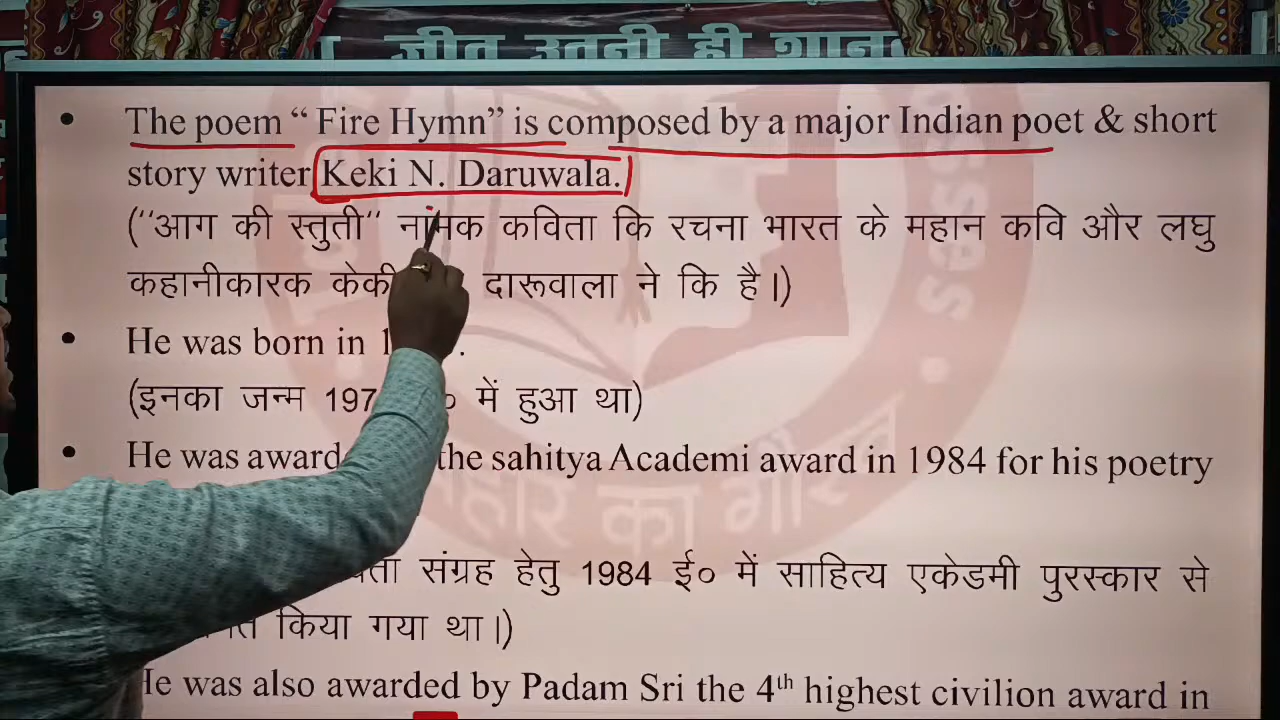 जीत उतनी ही शान
• The poem “ Fire Hymn” is composed by a major Indian poet & short
story writer Keki N. Daruwala.
(‘‘आग की स्तुती‘‘ नामक कविता कि रचना भारत के महान कवि और लघु
कहानीकारक केकी दारूवाला ने कि है।)
• He was born in
(इनका जन्म में हुआ था)
• He was the sahitya Academi award in 1984 for his poetry
संग्रह हेतु 1984 ई० में साहित्य एकेडमी पुरस्कार से
किया गया था।)
He was also awarded by Padam Sri the 4th highest civilion award in
बिहार का गौरव